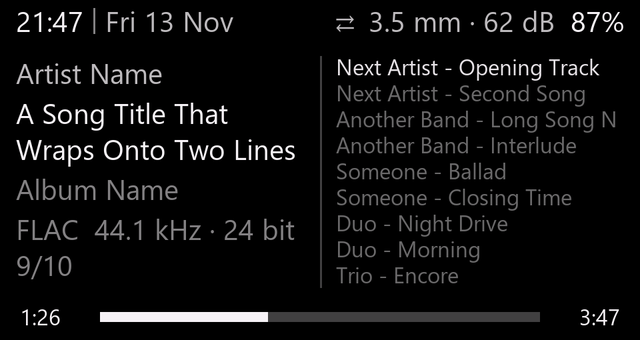 21:47 | Fri 13 Nov
⇄ 3.5 mm · 62 dB 87%
Artist Name
A Song Title That
Wraps Onto Two Lines
Album Name
FLAC 44.1 kHz · 24 bit
9/10
Next Artist - Opening Track
Next Artist - Second Song
Another Band - Long Song N
Another Band - Interlude
Someone - Ballad
Someone - Closing Time
Duo - Night Drive
Duo - Morning
Trio - Encore
1:26
3:47